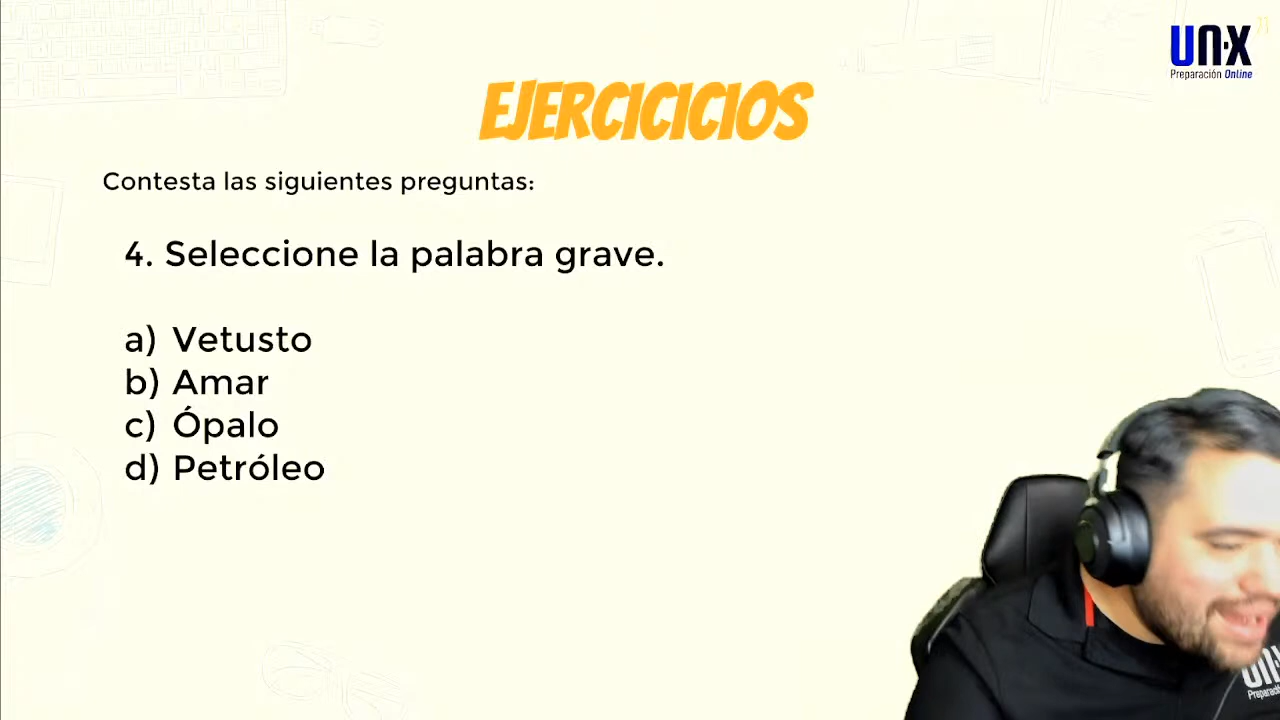 UN·X
Preparación Online
EJERCICICIOS
Contesta las siguientes preguntas:
4. Seleccione la palabra grave.
a) Vetusto
b) Amar
c) Ópalo
d) Petróleo